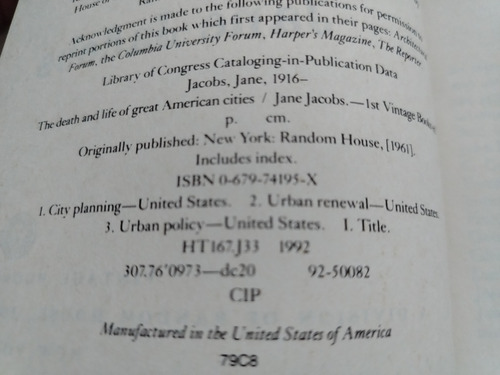 House of
Acknowledgment is made to the following publications for permission to
reprint portions of this book which first appeared in their pages: Architectural
Forum, the Columbia University Forum, Harper's Magazine, The Reporter
Library of Congress Cataloging-in-Publication Data
Jacobs, Jane, 1916–
The death and life of great American cities / Jane Jacobs.—1st Vintage Books
p. cm.
Originally published: New York: Random House, [1961].
Includes index.
ISBN 0-679-74195-X
1. City planning—United States. 2. Urban renewal—United States.
3. Urban policy—United States. I. Title.
HT167.J33 1992
307.76'0973—dc20 92-50082
CIP
Manufactured in the United States of America
79C8